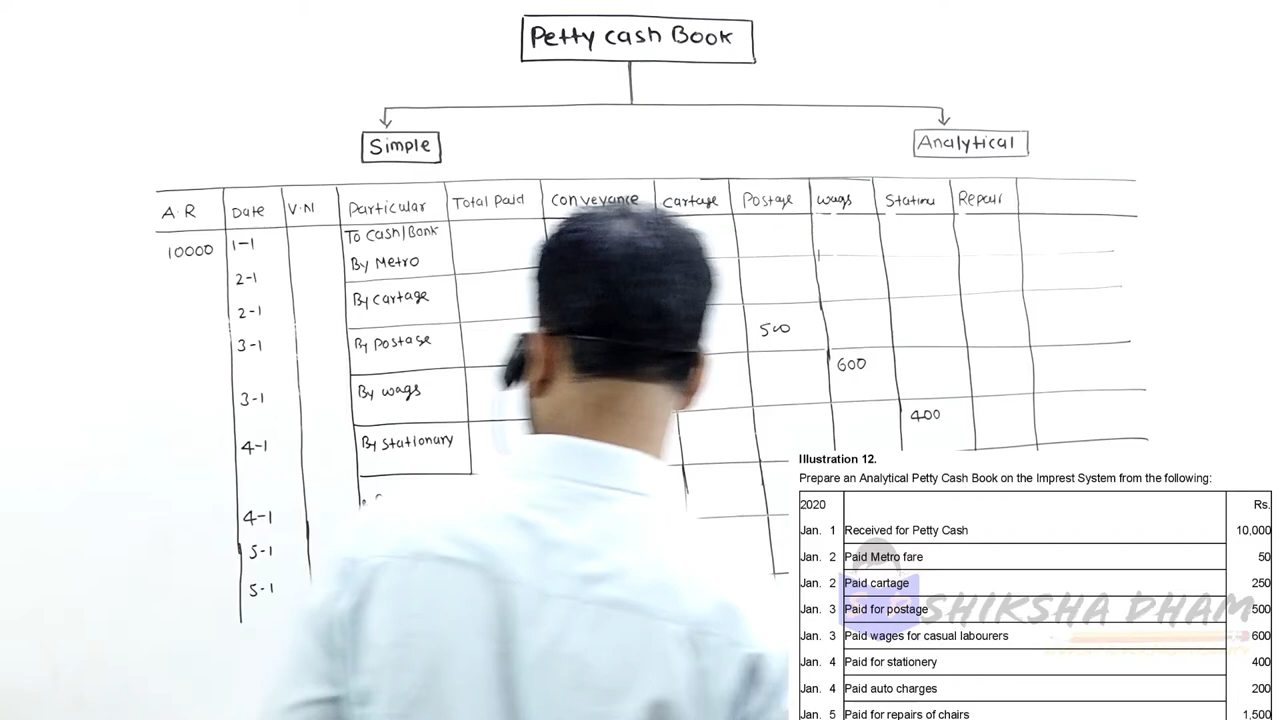 Petty cash Book
Simple
Analytical
A.R Date V.N Particular Total Paid Conveyance cartage Postage wags Stationa Repair
10000 1-1 To Cash/Bank
By Metro
2-1 By cartage
2-1
3-1 By postage 500
600
3-1 By wags
400
4-1 By stationary
4-1
5-1
5-1
Illustration 12.
Prepare an Analytical Petty Cash Book on the Imprest System from the following:
2020 Rs.
Jan. 1 Received for Petty Cash 10,000
Jan. 2 Paid Metro fare 50
Jan. 2 Paid cartage 250
SHIKSHA DHAM
Jan. 3 Paid for postage 500
Jan. 3 Paid wages for casual labourers 600
Jan. 4 Paid for stationery 400
Jan. 4 Paid auto charges 200
Jan. 5 Paid for repairs of chairs 1,500